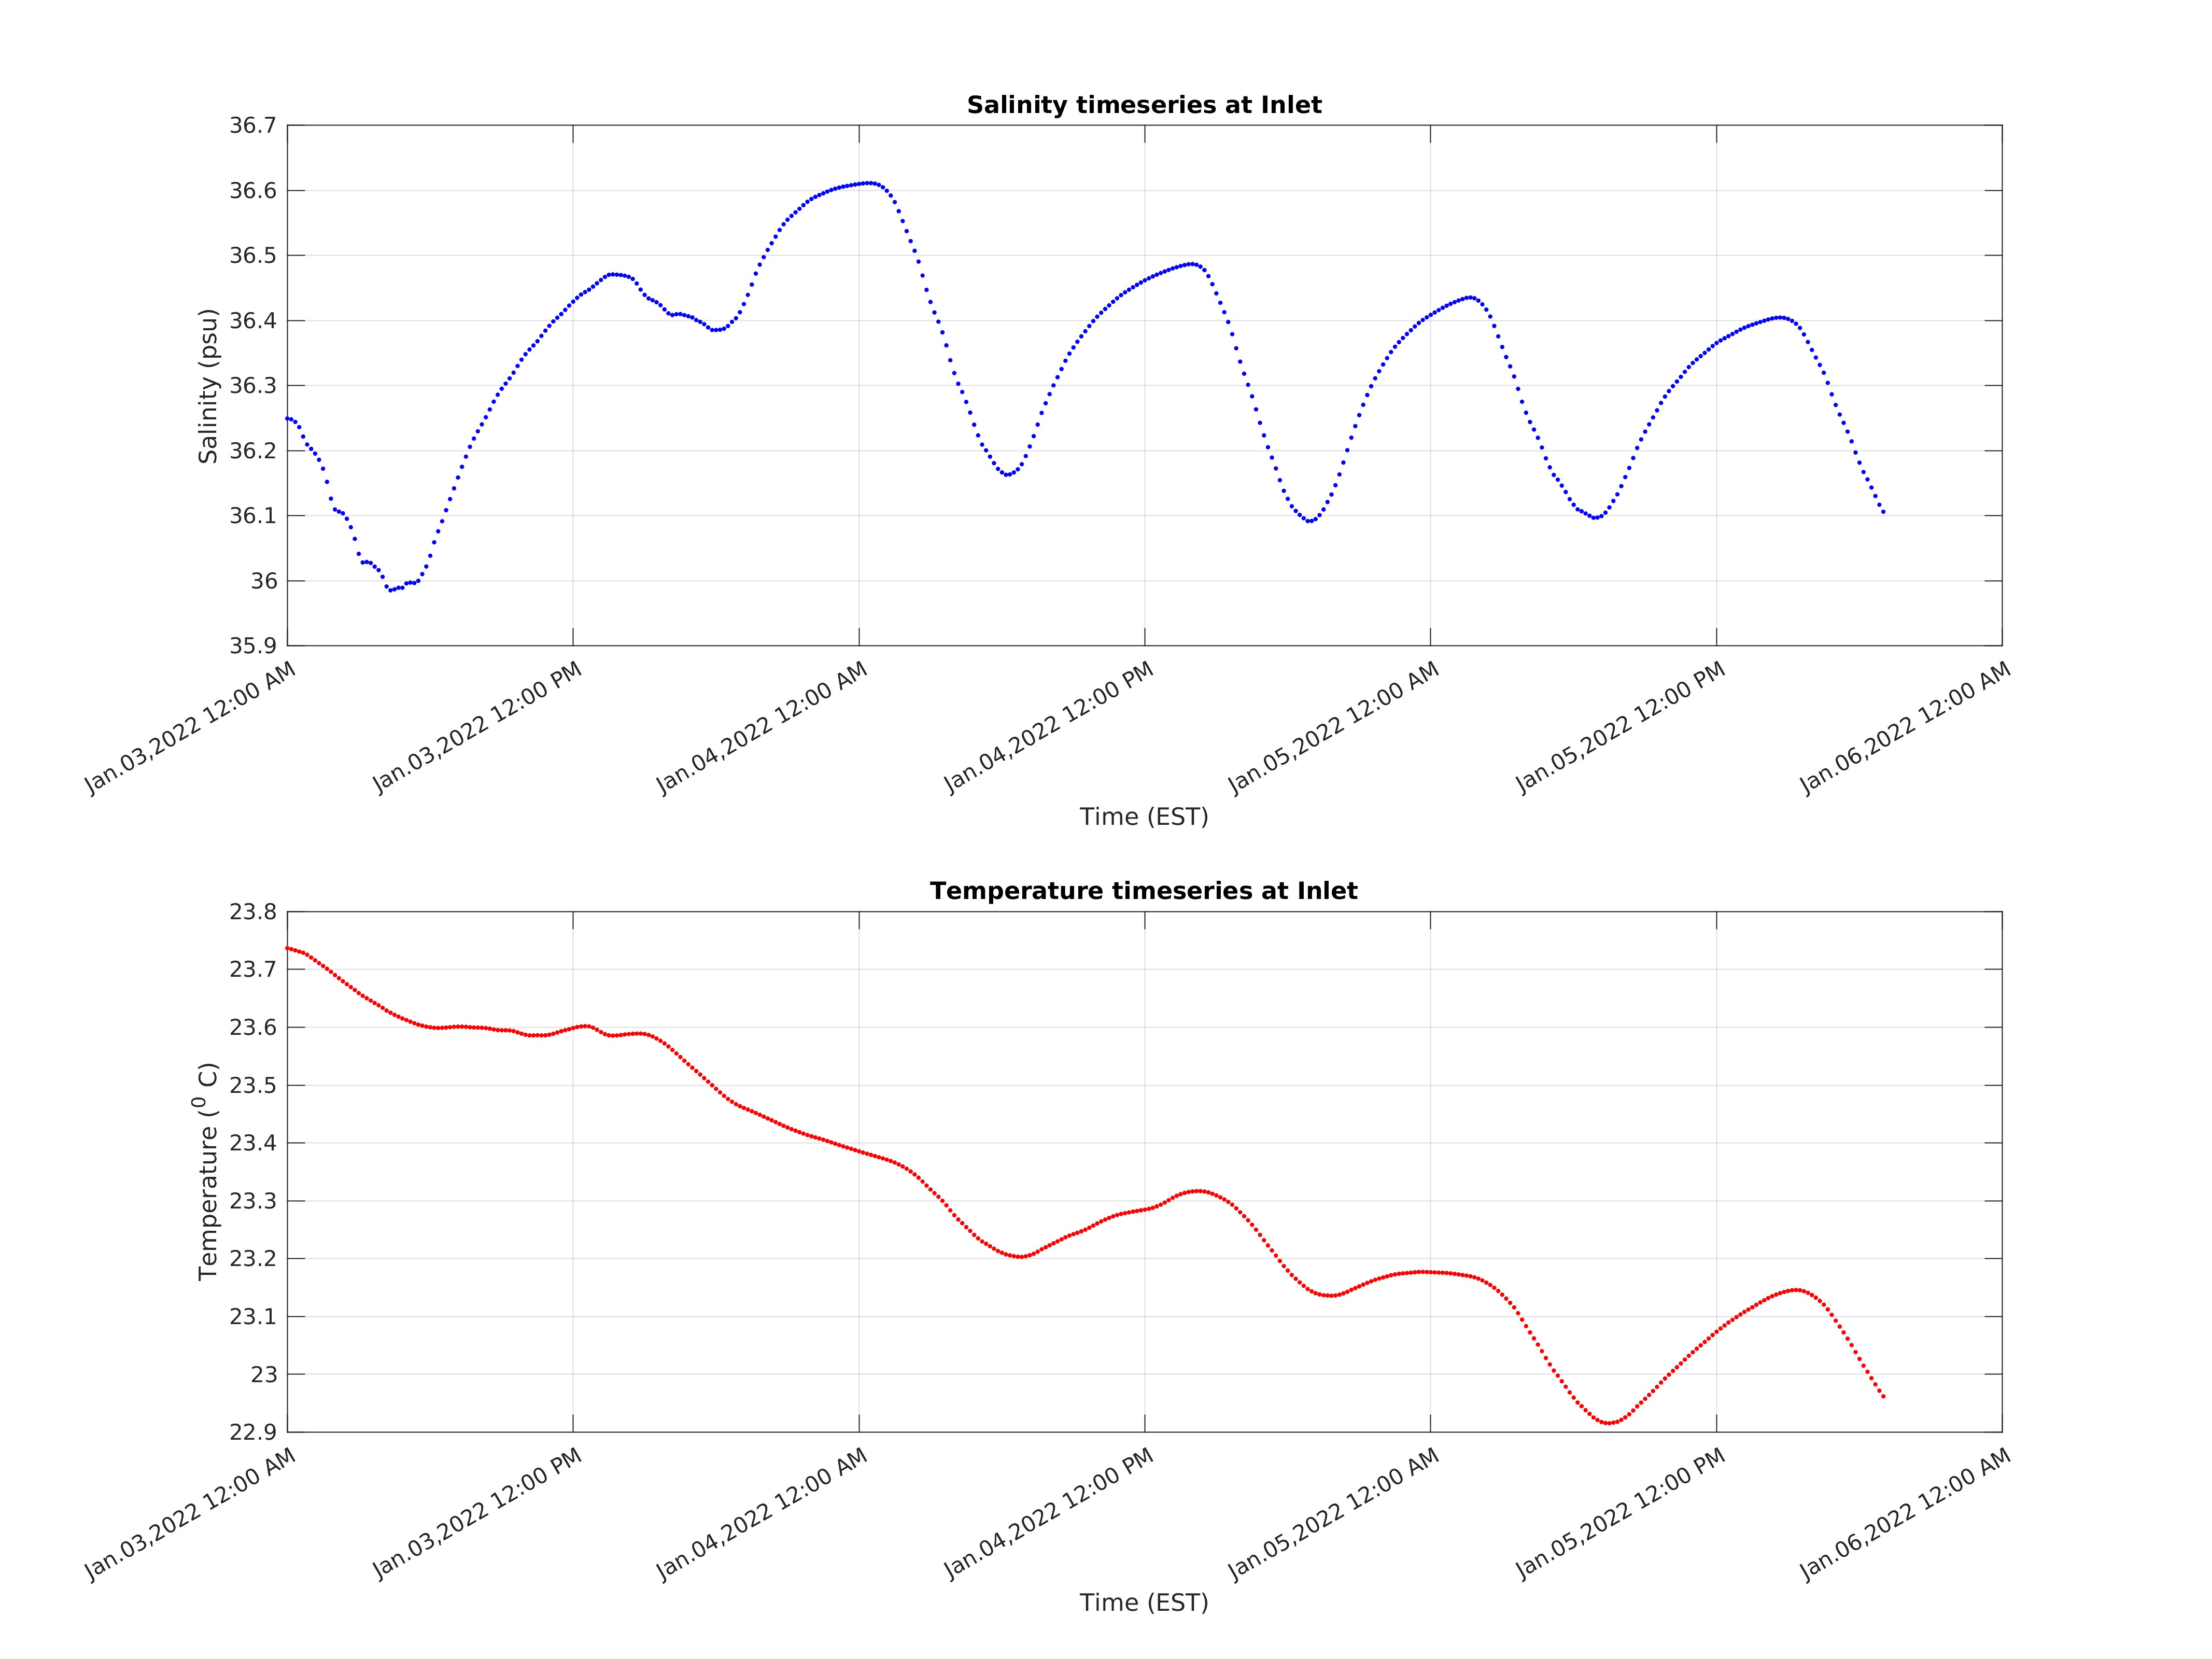 Salinity timeseries at Inlet
Salinity (psu)
36.7
36.6
36.5
36.4
36.3
36.2
36.1
36
35.9
Jan.03,2022 12:00 AM
Jan.03,2022 12:00 PM
Jan.04,2022 12:00 AM
Jan.04,2022 12:00 PM
Jan.05,2022 12:00 AM
Jan.05,2022 12:00 PM
Jan.06,2022 12:00 AM
Time (EST)
Temperature timeseries at Inlet
Temperature (⁰ C)
23.8
23.7
23.6
23.5
23.4
23.3
23.2
23.1
23
22.9
Jan.03,2022 12:00 AM
Jan.03,2022 12:00 PM
Jan.04,2022 12:00 AM
Jan.04,2022 12:00 PM
Jan.05,2022 12:00 AM
Jan.05,2022 12:00 PM
Jan.06,2022 12:00 AM
Time (EST)